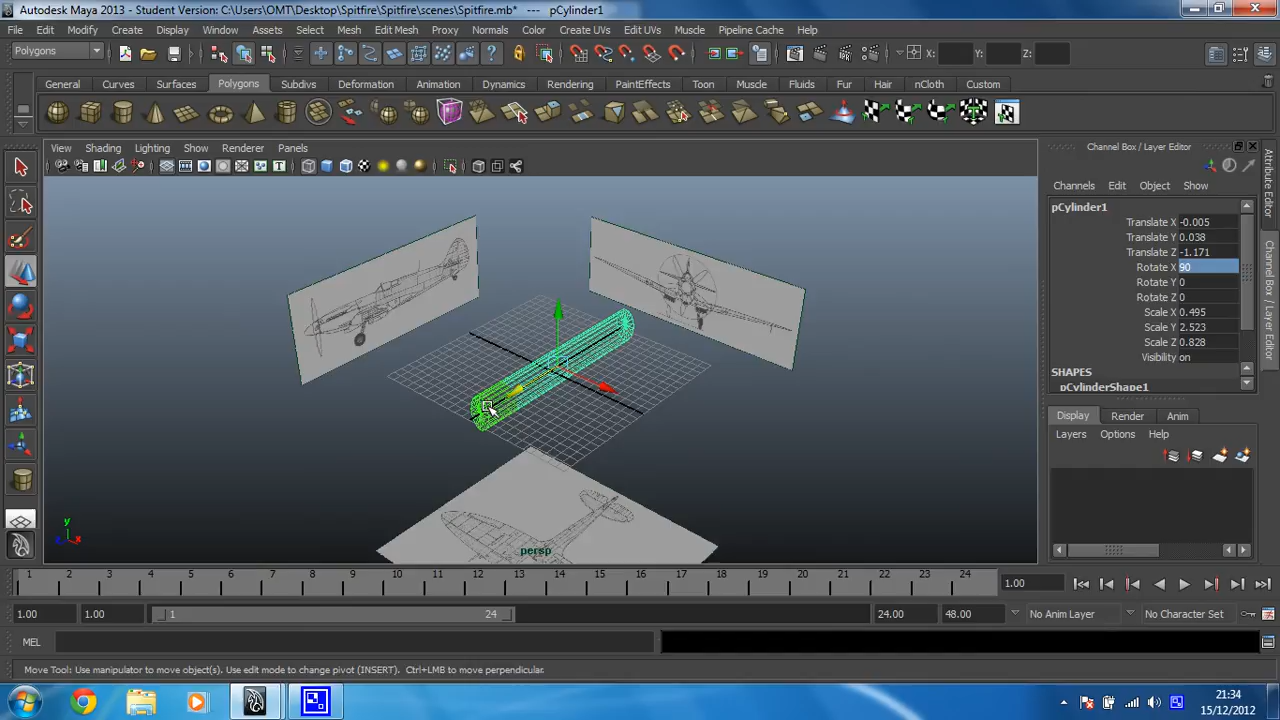 Autodesk Maya 2013 - Student Version: C:\Users\OMT\Desktop\Spitfire\Spitfire\scenes\Spitfire.mb* --- pCylinder1
File Edit Modify Create Display Window Assets Select Mesh Edit Mesh Proxy Normals Color Create UVs Edit UVs Muscle Pipeline Cache Help
Polygons X: Y: Z:
General Curves Surfaces Polygons Subdivs Deformation Animation Dynamics Rendering PaintEffects Toon Muscle Fluids Fur Hair nCloth Custom
View Shading Lighting Show Renderer Panels
Channel Box / Layer Editor
Channels Edit Object Show
pCylinder1
Translate X -0.005
Translate Y 0.038
Translate Z -1.171
Rotate X 90
Rotate Y 0
Rotate Z 0
Scale X 0.495
Scale Y 2.523
Scale Z 0.828
Visibility on
SHAPES
pCylinderShape1
Display Render Anim
Layers Options Help
Attribute Editor
Channel Box / Layer Editor
y
x
z
persp
1 2 3 4 5 6 7 8 9 10 11 12 13 14 15 16 17 18 19 20 21 22 23 24 1.00
1.00 1.00 1 24 24.00 48.00 No Anim Layer No Character Set
MEL
Move Tool: Use manipulator to move object(s). Use edit mode to change pivot (INSERT). Ctrl+LMB to move perpendicular.
21:34
15/12/2012